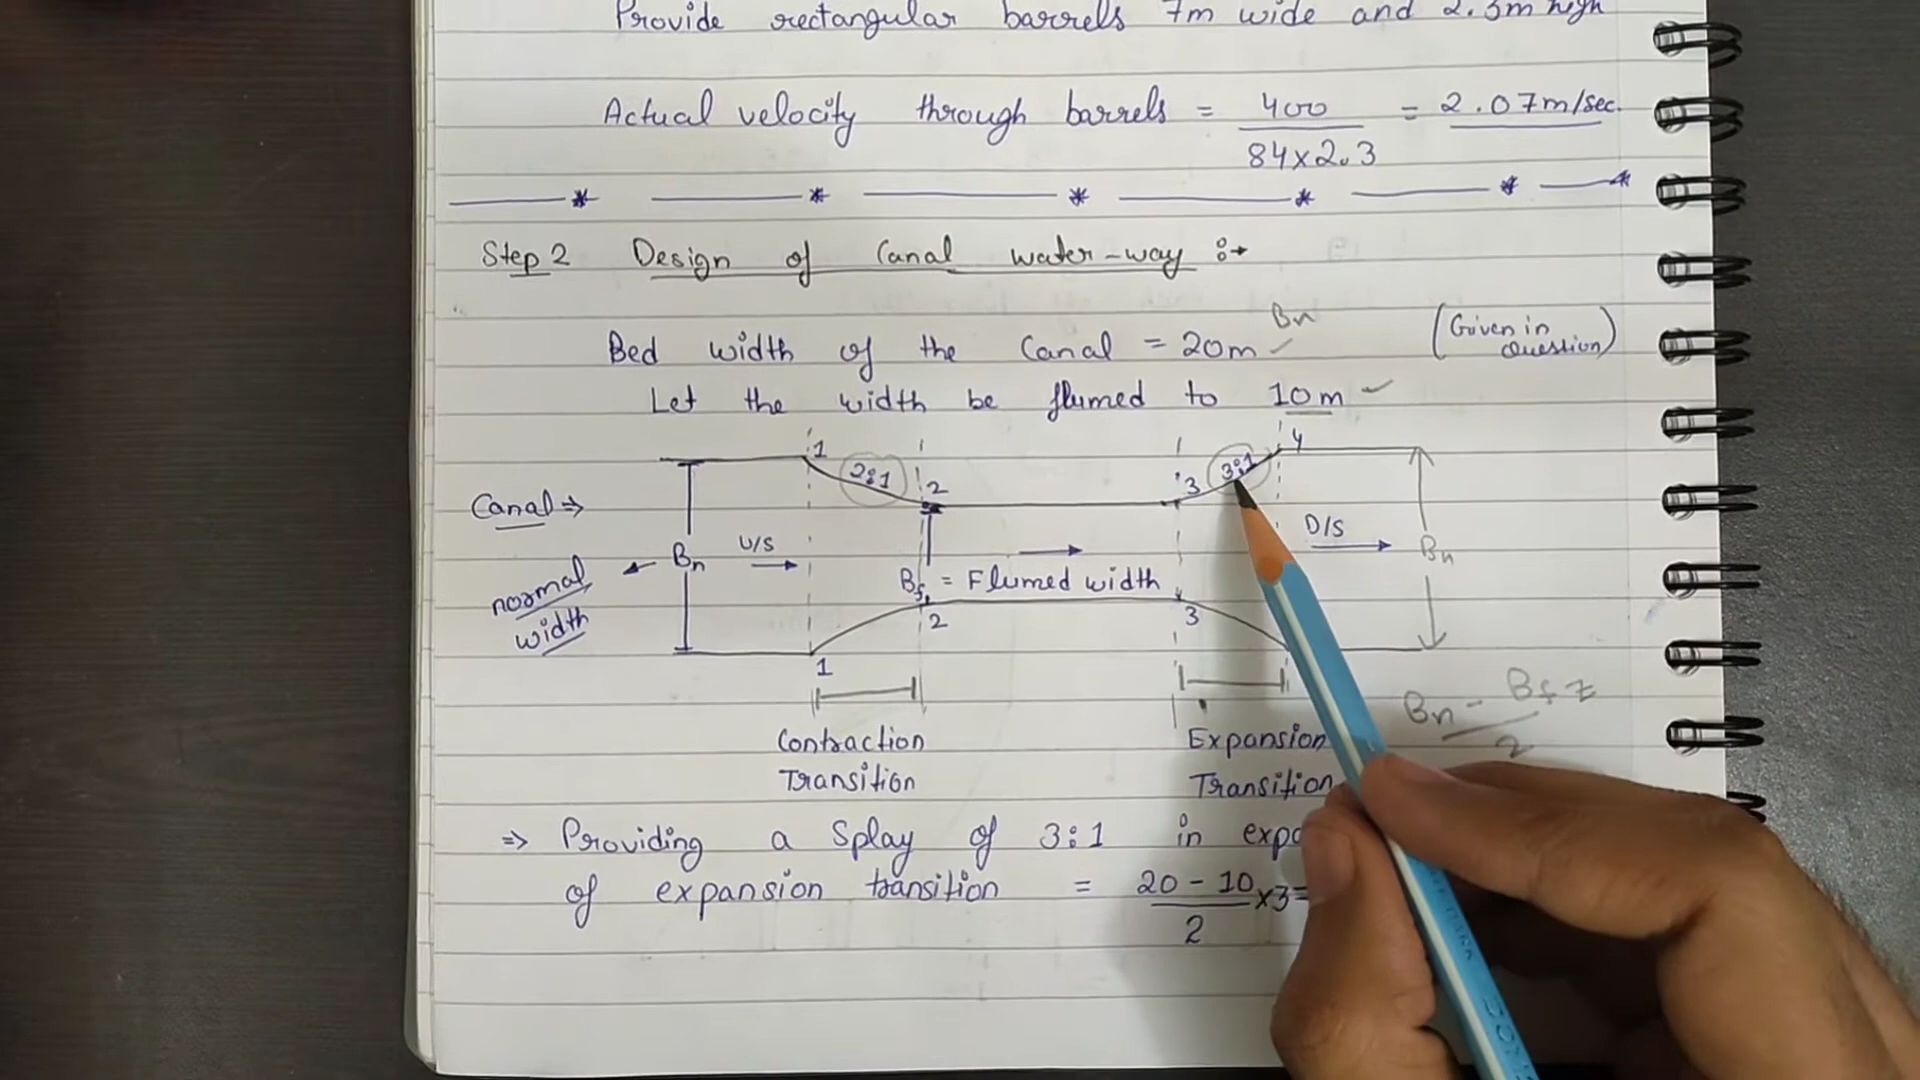 Provide rectangular barrels 7m wide and 2.5m high
Actual velocity through barrels = 400 / 84×2.3 = 2.07m/sec.
Step 2 Design of Canal water-way :→
Bn
Bed width of the Canal = 20m ✓ (Given in question)
Let the width be flumed to 10m ✓
1 2:1 2 3 3:1 4
Canal ⇒
U/S D/S
normal width ← Bn Bf = Flumed width Bn
2 3
1
Bn - Bf
2
Contraction Transition
Expansion Transition
⇒ Providing a Splay of 3:1 in
of expansion transition = 20 - 10 / 2 ×3=